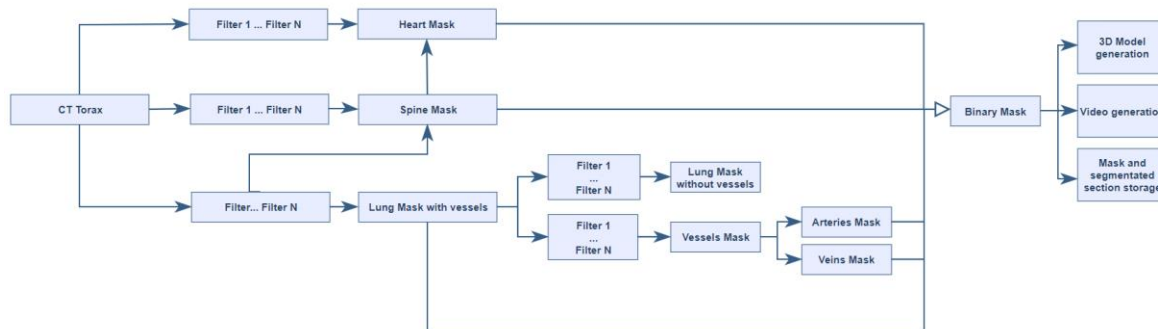 Filter 1 ... Filter N
Heart Mask
3D Model
generation
CT Torax
Filter 1 ... Filter N
Spine Mask
Binary Mask
Video generation
Filter 1
...
Filter N
Lung Mask
without vessels
Mask and
segmentated
section storage
Filter... Filter N
Lung Mask with vessels
Filter 1
...
Filter N
Vessels Mask
Arteries Mask
Veins Mask